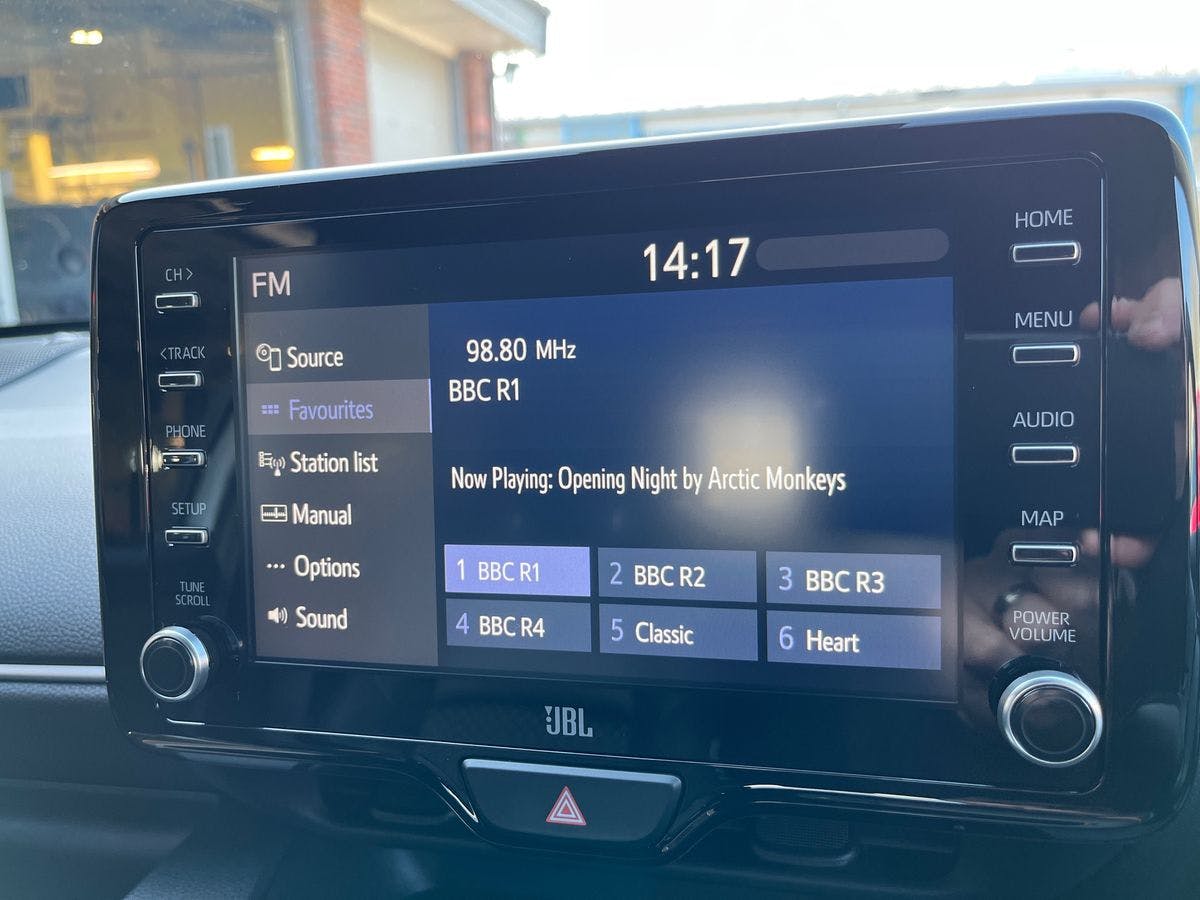 FM
14:17
CH >
<TRACK
PHONE
SETUP
TUNE
SCROLL
Source
Favourites
Station list
Manual
Options
Sound
98.80 MHz
BBC R1
Now Playing: Opening Night by Arctic Monkeys
1 BBC R1
2 BBC R2
3 BBC R3
4 BBC R4
5 Classic
6 Heart
HOME
MENU
AUDIO
MAP
POWER
VOLUME
JBL